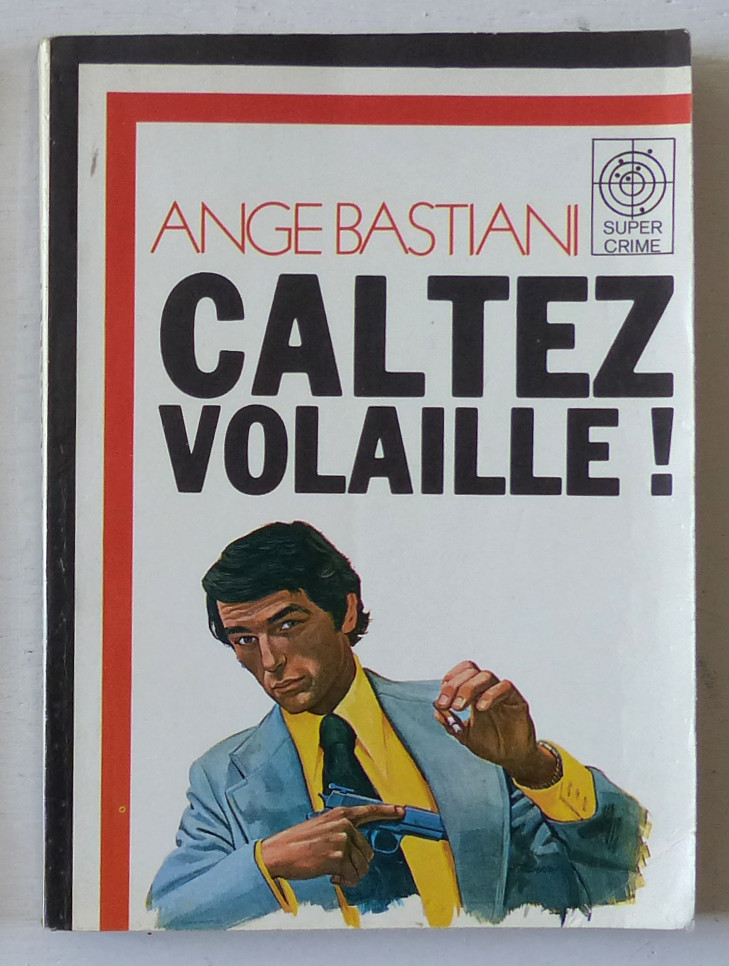 ANGE BASTIANI
SUPER
CRIME
CALTEZ
VOLAILLE !